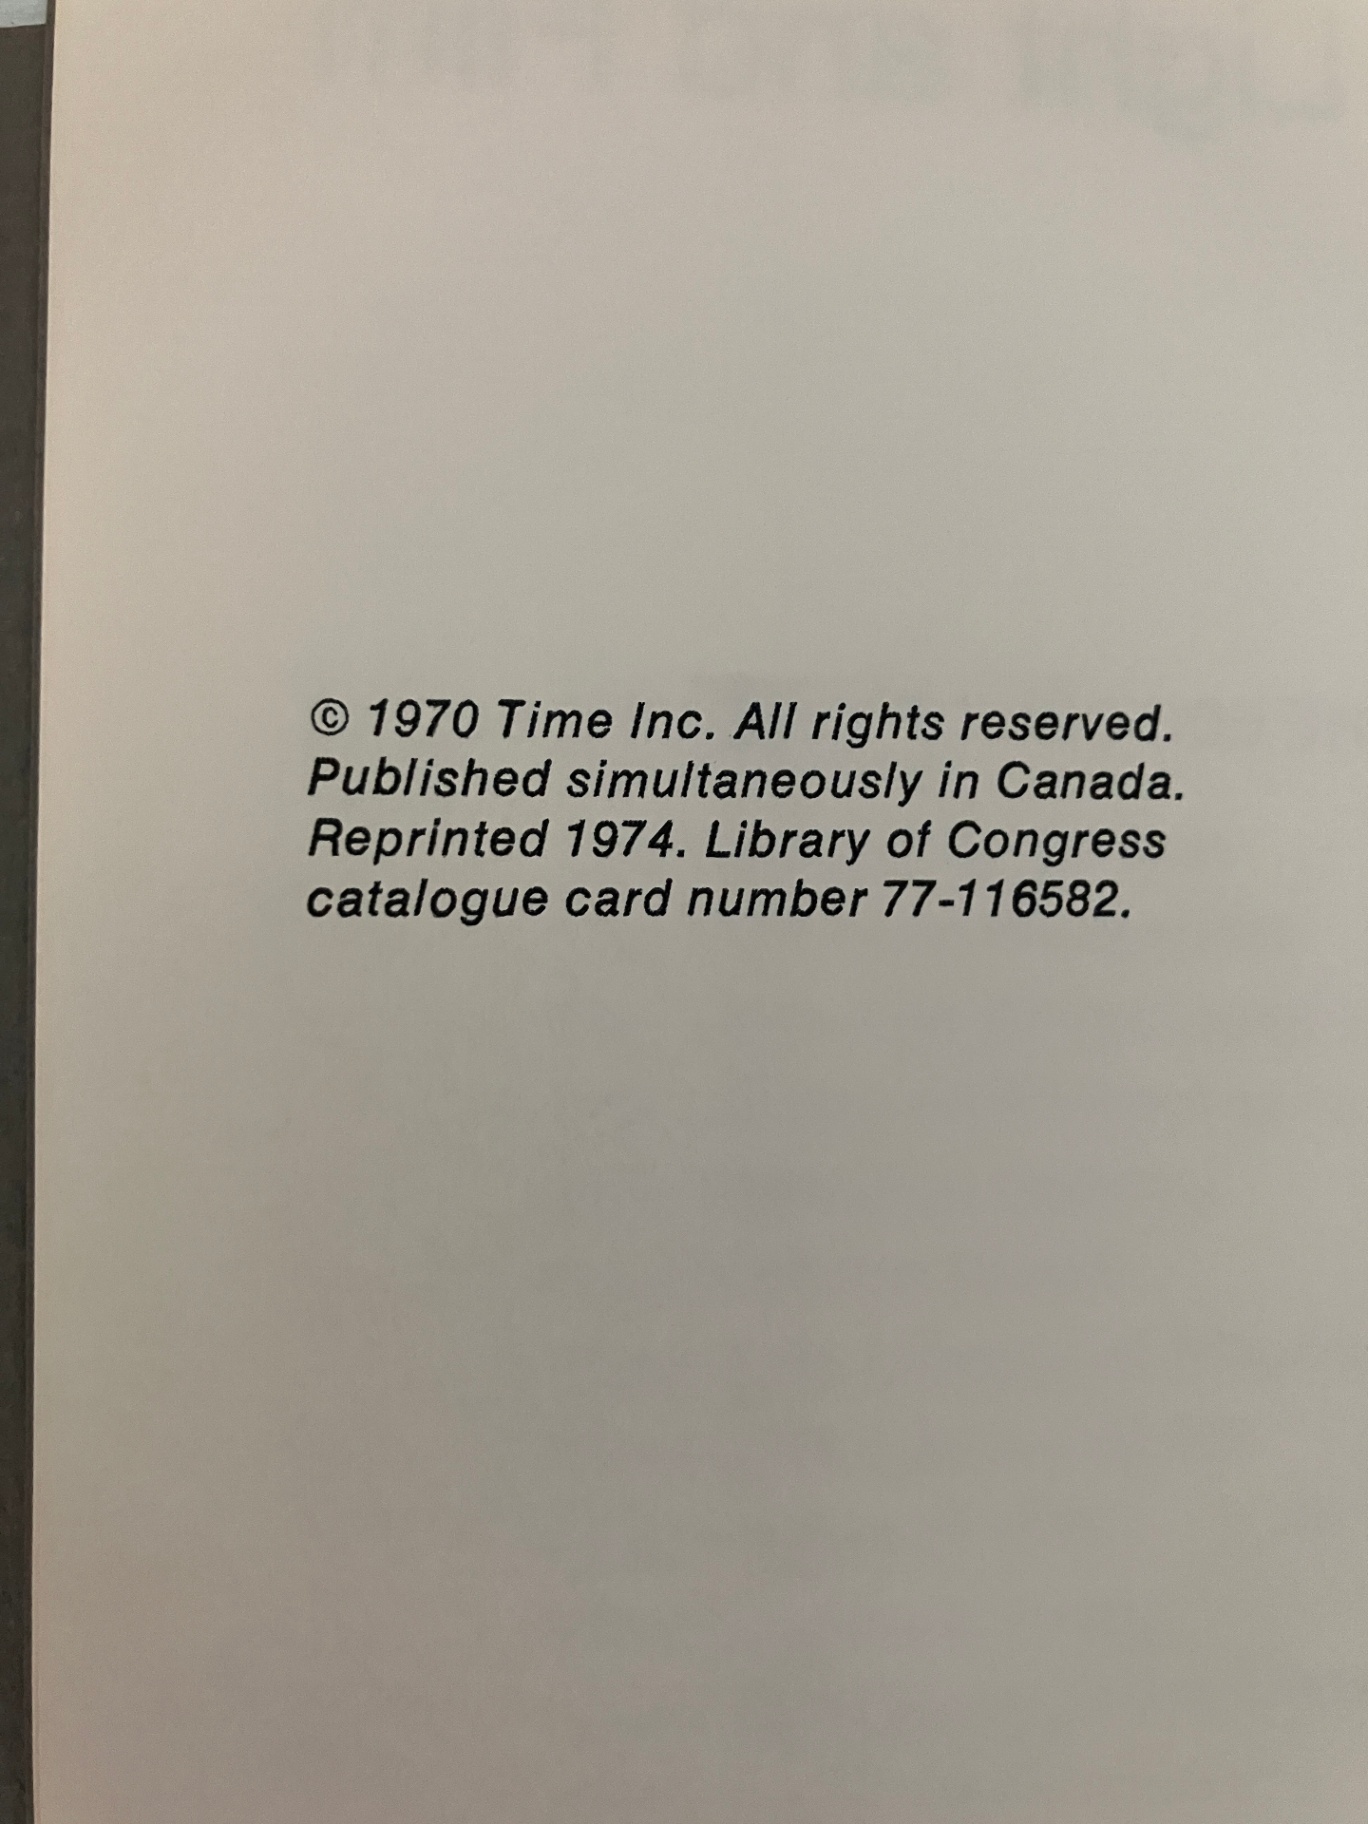 © 1970 Time Inc. All rights reserved.
Published simultaneously in Canada.
Reprinted 1974. Library of Congress
catalogue card number 77-116582.